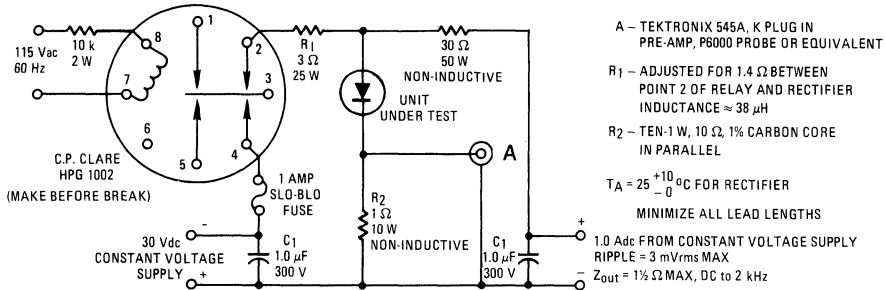 115 Vac
60 Hz
10 k
2 W
8
7
6
1
2
3
4
5
C.P. CLARE
HPG 1002
(MAKE BEFORE BREAK)
R1
3 Ω
25 W
30 Ω
50 W
NON-INDUCTIVE
UNIT
UNDER TEST
A
1 AMP
SLO-BLO
FUSE
R2
1 Ω
10 W
NON-INDUCTIVE
-
30 Vdc
CONSTANT VOLTAGE
SUPPLY
+
C1
1.0 µF
300 V
C1
1.0 µF
300 V
+
1.0 Adc FROM CONSTANT VOLTAGE SUPPLY
RIPPLE = 3 mVrms MAX
Zout = 1½ Ω MAX, DC to 2 kHz
–
A – TEKTRONIX 545A, K PLUG IN
PRE-AMP, P6000 PROBE OR EQUIVALENT
R1 – ADJUSTED FOR 1.4 Ω BETWEEN
POINT 2 OF RELAY AND RECTIFIER
INDUCTANCE ≈ 38 µH
R2 – TEN-1 W, 10 Ω, 1% CARBON CORE
IN PARALLEL
TA = 25 +10 -0 °C FOR RECTIFIER
MINIMIZE ALL LEAD LENGTHS